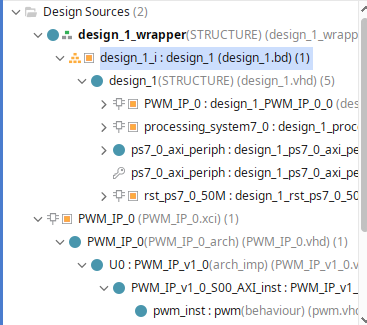 Design Sources (2)
design_1_wrapper(STRUCTURE) (design_1_wrapp
design_1_i : design_1 (design_1.bd) (1)
design_1(STRUCTURE) (design_1.vhd) (5)
PWM_IP_0 : design_1_PWM_IP_0_0 (des
processing_system7_0 : design_1_proc
ps7_0_axi_periph : design_1_ps7_0_axi_pe
ps7_0_axi_periph : design_1_ps7_0_axi_pe
rst_ps7_0_50M : design_1_rst_ps7_0_50
PWM_IP_0 (PWM_IP_0.xci) (1)
PWM_IP_0(PWM_IP_0_arch) (PWM_IP_0.vhd) (1)
U0 : PWM_IP_v1_0(arch_imp) (PWM_IP_v1_0.v
PWM_IP_v1_0_S00_AXI_inst : PWM_IP_v1_
pwm_inst : pwm(behaviour) (pwm.vhd